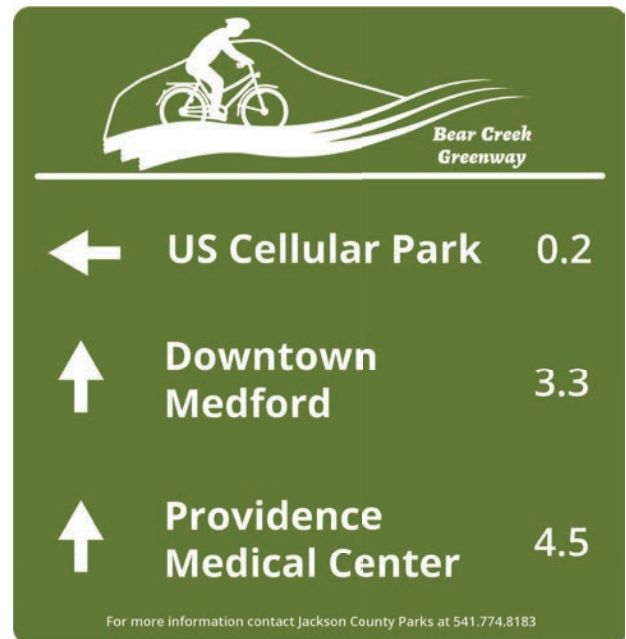 Bear Creek
Greenway
US Cellular Park 0.2
Downtown
Medford 3.3
Providence
Medical Center 4.5
For more information contact Jackson County Parks at 541.774.8183